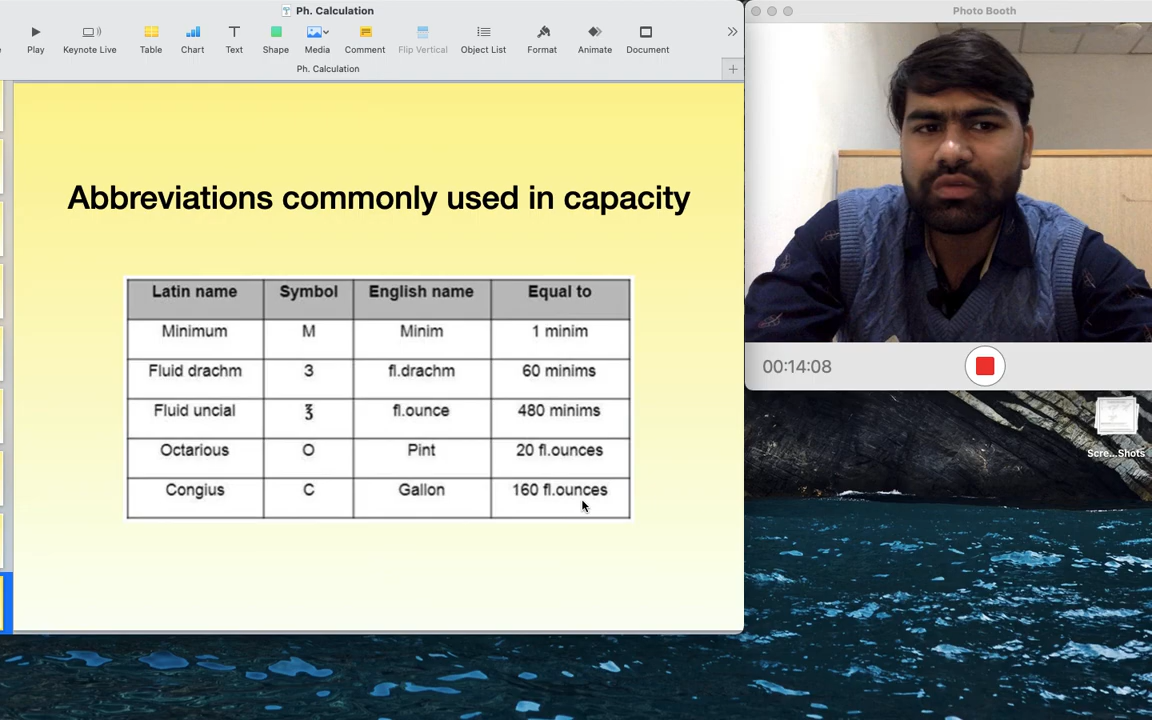 Ph. Calculation
Photo Booth
Play Keynote Live Table Chart Text Shape Media Comment Flip Vertical Object List Format Animate Document
Ph. Calculation
Abbreviations commonly used in capacity
Latin name Symbol English name Equal to
Minimum M Minim 1 minim
Fluid drachm 3 fl.drachm 60 minims
Fluid uncial ℥ fl.ounce 480 minims
Octarious O Pint 20 fl.ounces
Congius C Gallon 160 fl.ounces
00:14:08
Scre...Shots